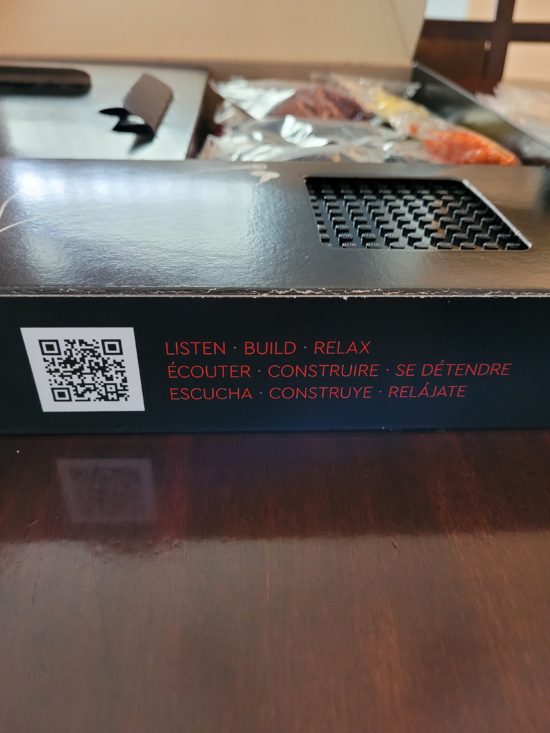 LISTEN · BUILD · RELAX
ÉCOUTER · CONSTRUIRE · SE DÉTENDRE
ESCUCHA · CONSTRUYE · RELÁJATE